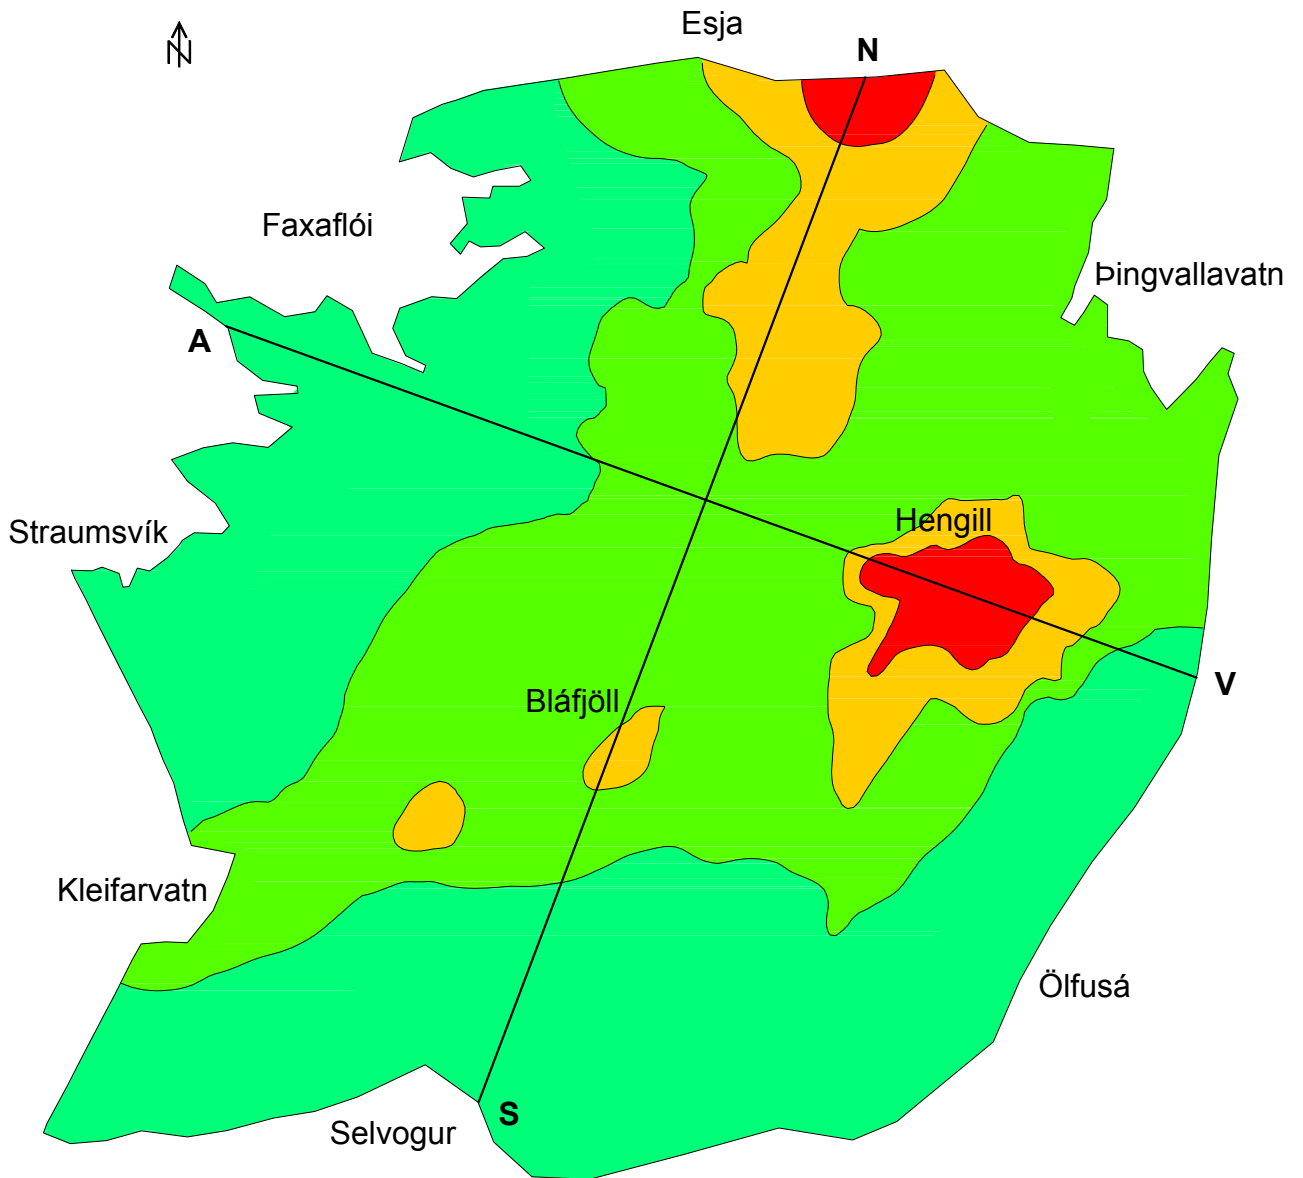 Esja
N
N
Faxaflói
Þingvallavatn
A
Hengill
Straumsvík
Bláfjöll
V
Kleifarvatn
Ölfusá
S
Selvogur